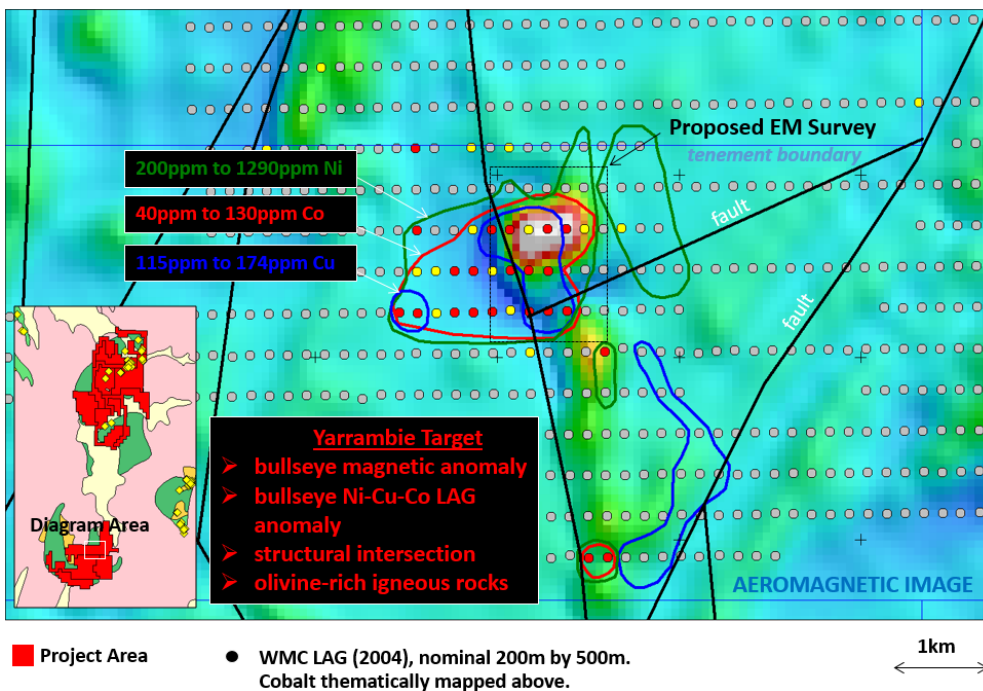 Proposed EM Survey
tenement boundary
200ppm to 1290ppm Ni
40ppm to 130ppm Co
115ppm to 174ppm Cu
fault
fault
Yarrambie Target
➢ bullseye magnetic anomaly
➢ bullseye Ni-Cu-Co LAG
anomaly
➢ structural intersection
➢ olivine-rich igneous rocks
Diagram Area
AEROMAGNETIC IMAGE
Project Area
WMC LAG (2004), nominal 200m by 500m.
Cobalt thematically mapped above.
1km